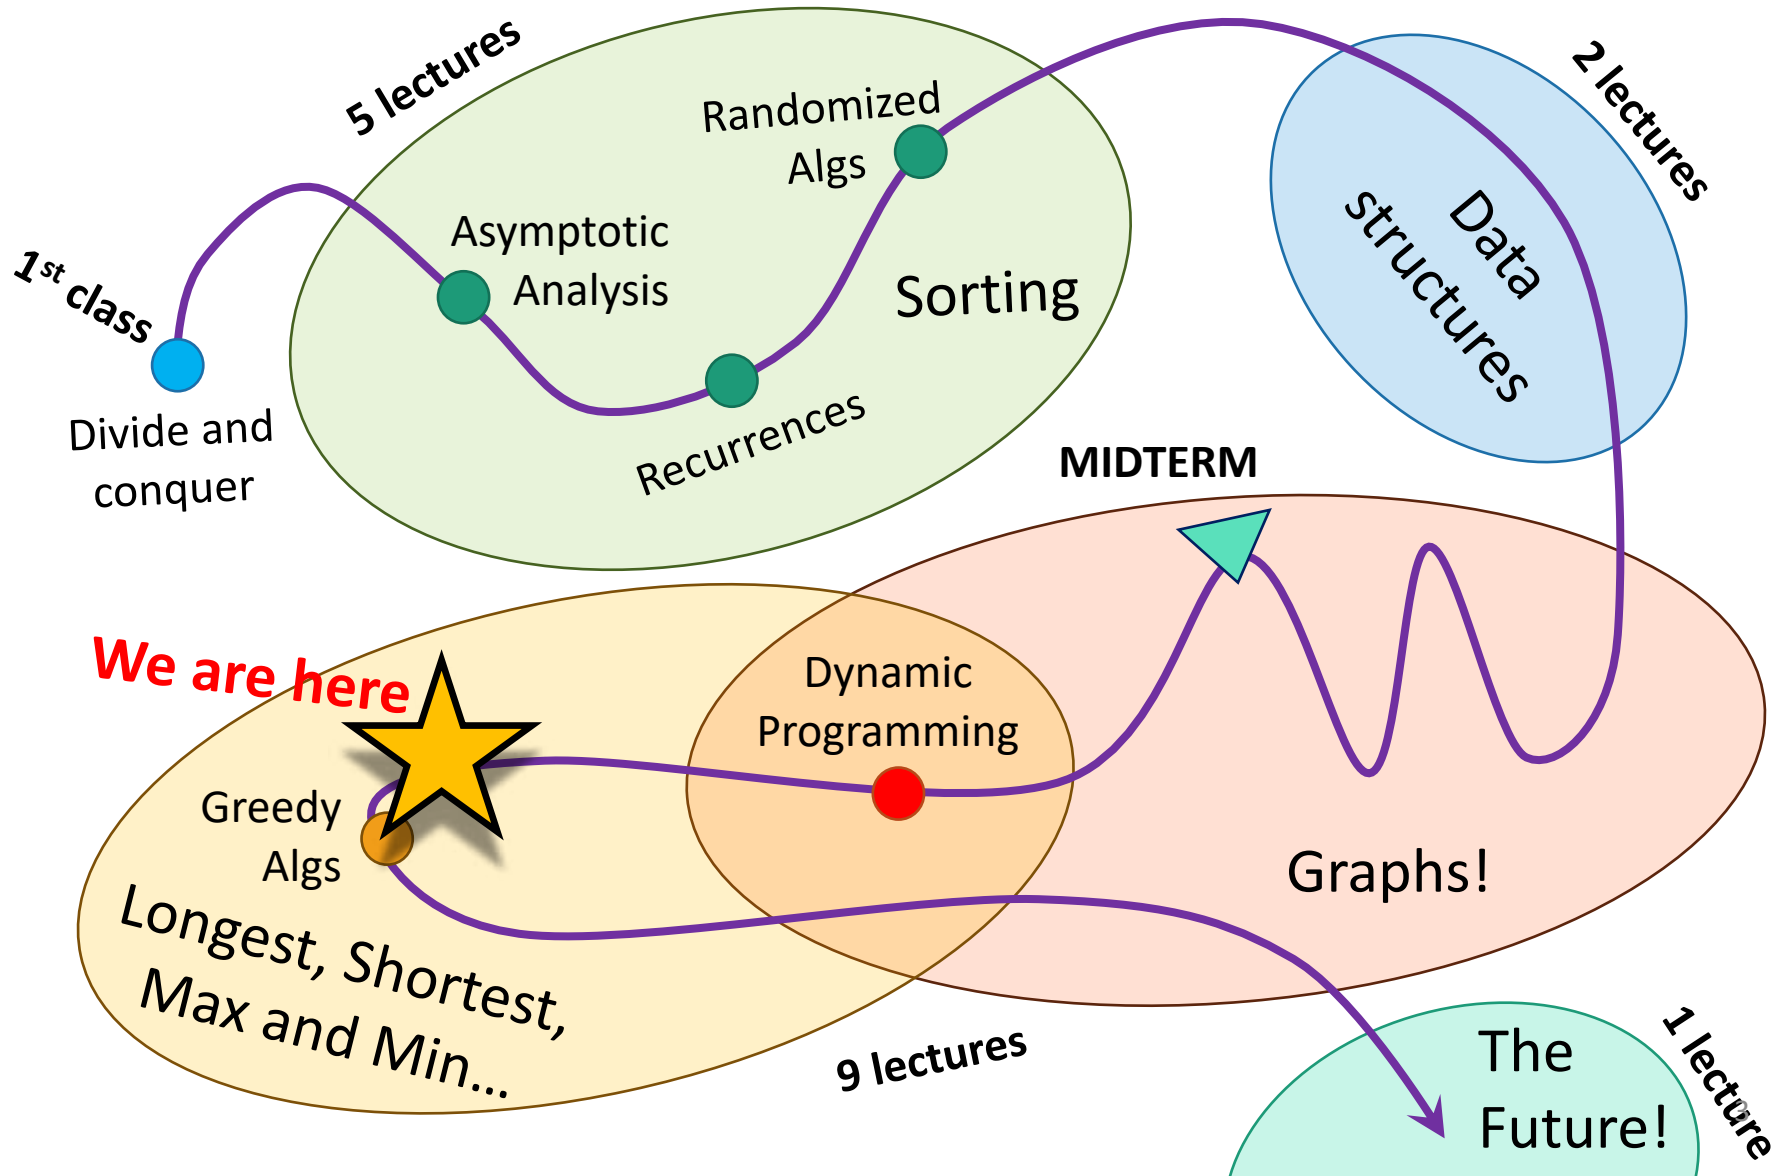 5 lectures
2 lectures
Randomized
Algs
Asymptotic
Analysis
Sorting
Data
structures
1st class
Divide and
conquer
Recurrences
MIDTERM
We are here
Dynamic
Programming
Greedy
Algs
Graphs!
Longest, Shortest,
Max and Min...
9 lectures
1 lecture
The
Future!